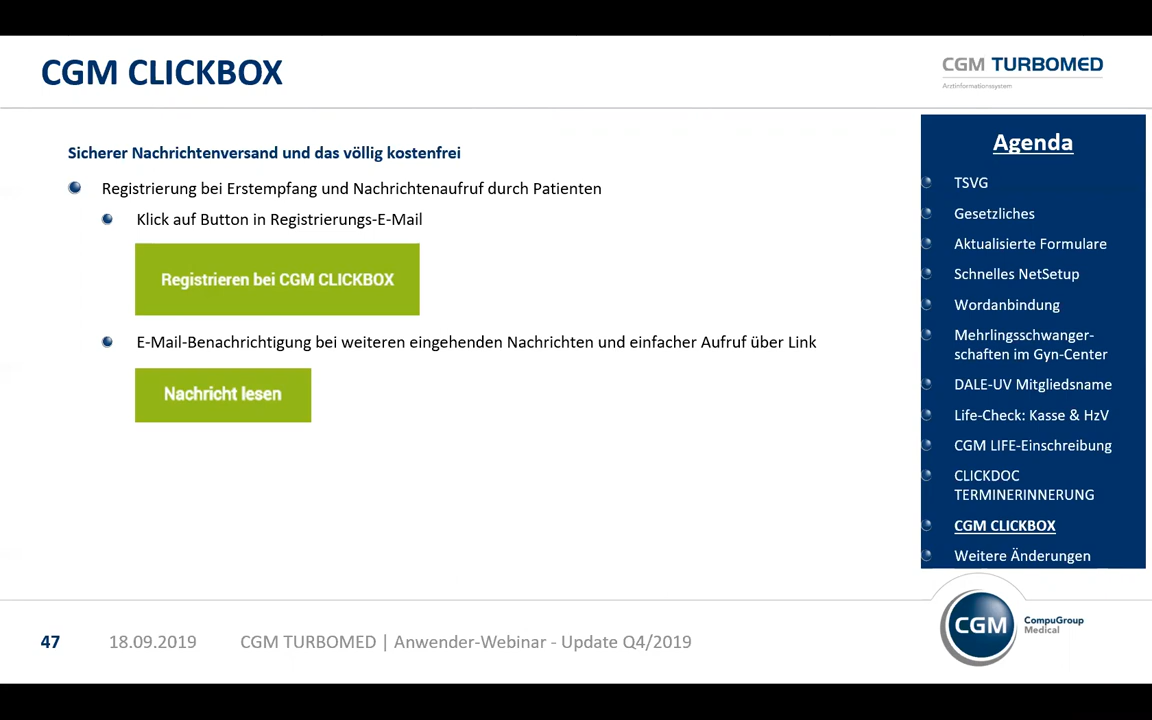 CGM CLICKBOX
CGM TURBOMED
Arztinformationssystem
Sicherer Nachrichtenversand und das völlig kostenfrei
Registrierung bei Erstempfang und Nachrichtenaufruf durch Patienten
Klick auf Button in Registrierungs-E-Mail
Registrieren bei CGM CLICKBOX
E-Mail-Benachrichtigung bei weiteren eingehenden Nachrichten und einfacher Aufruf über Link
Nachricht lesen
Agenda
TSVG
Gesetzliches
Aktualisierte Formulare
Schnelles NetSetup
Wordanbindung
Mehrlingsschwanger-
schaften im Gyn-Center
DALE-UV Mitgliedsname
Life-Check: Kasse & HzV
CGM LIFE-Einschreibung
CLICKDOC
TERMINERINNERUNG
CGM CLICKBOX
Weitere Änderungen
47 18.09.2019 CGM TURBOMED | Anwender-Webinar - Update Q4/2019
CGM
CompuGroup
Medical